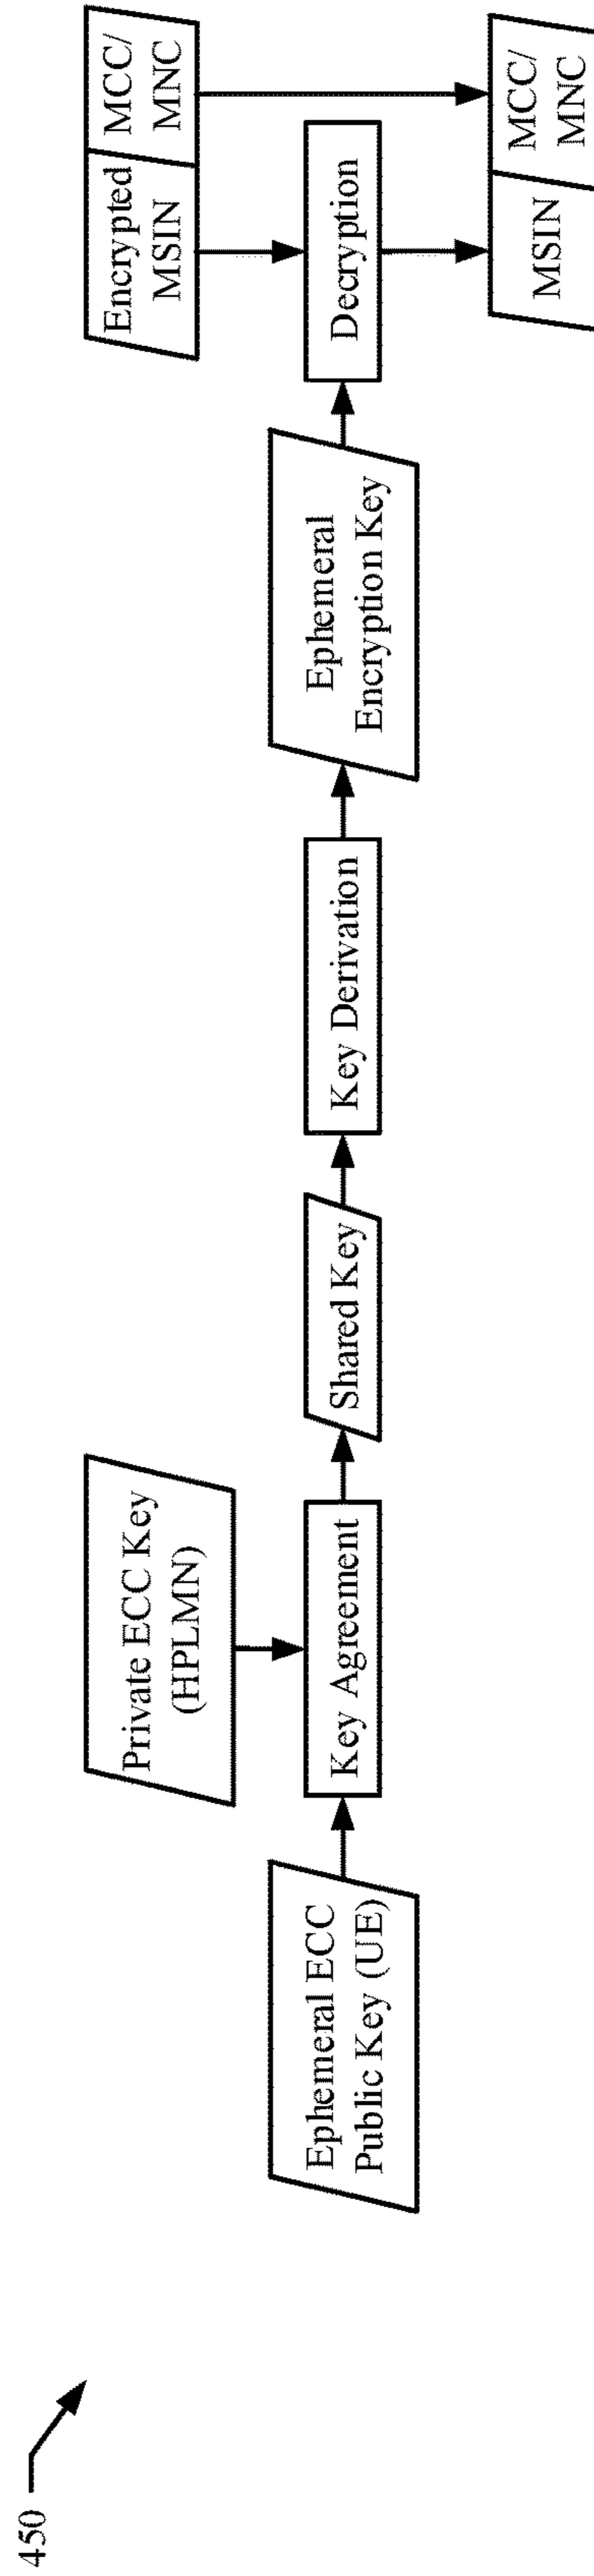 450
Ephemeral ECC
Public Key (UE)
Private ECC Key
(HPLMN)
Key Agreement
Shared Key
Key Derivation
Ephemeral
Encryption Key
Encrypted
MSIN
MCC/
MNC
Decryption
MSIN
MCC/
MNC